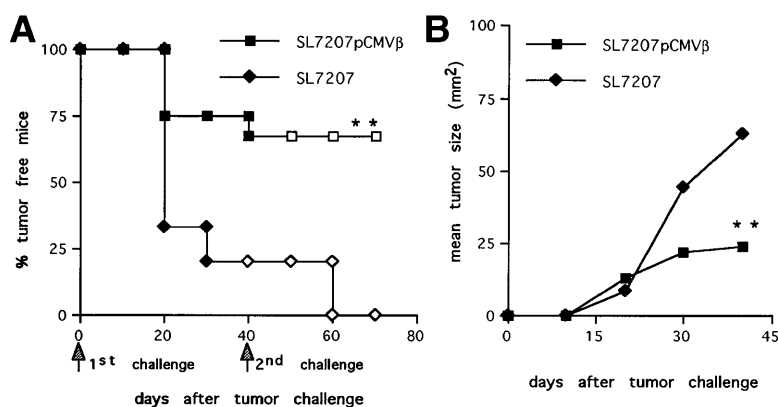 A
SL7207pCMVβ
SL7207
% tumor free mice
100
75
50
25
0
* *
0 20 40 60 80
1st challenge 2nd challenge
days after tumor challenge
B
SL7207pCMVβ
SL7207
mean tumor size (mm2)
100
75
50
25
0
* *
0 15 30 45
days after tumor challenge